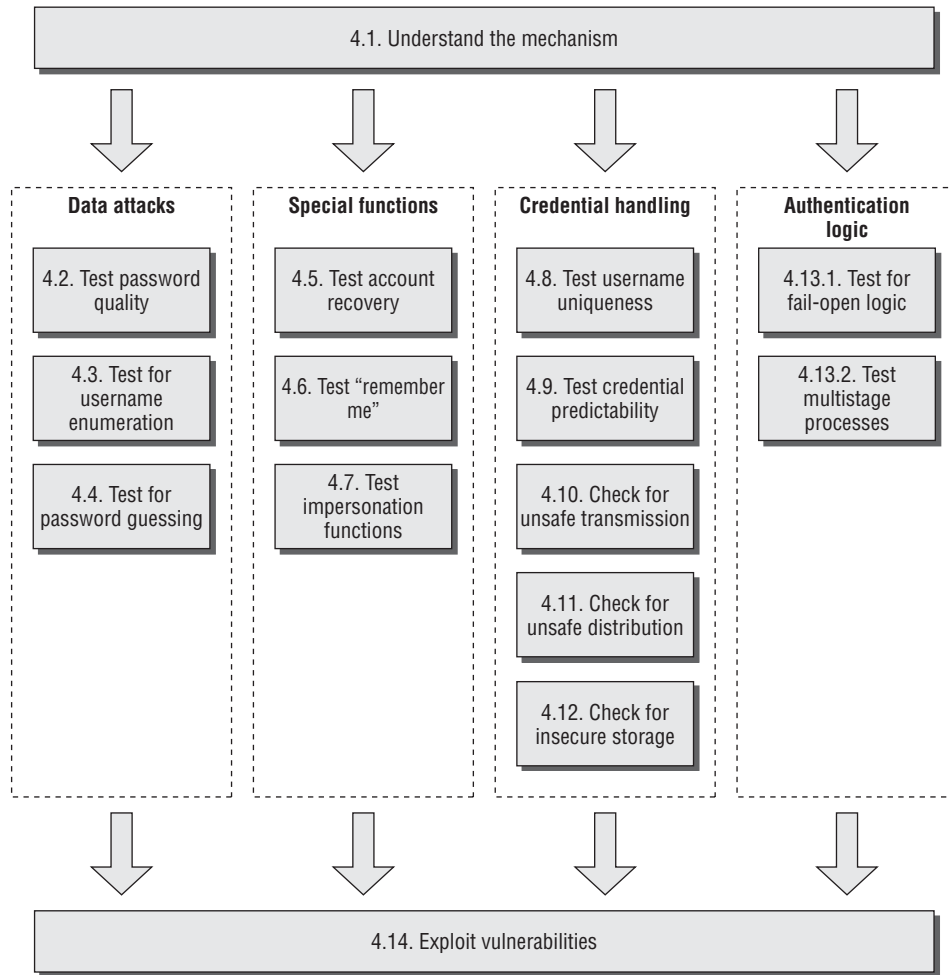 4.1. Understand the mechanism
Data attacks
4.2. Test password
quality
4.3. Test for
username
enumeration
4.4. Test for
password guessing
Special functions
4.5. Test account
recovery
4.6. Test “remember
me”
4.7. Test
impersonation
functions
Credential handling
4.8. Test username
uniqueness
4.9. Test credential
predictability
4.10. Check for
unsafe transmission
4.11. Check for
unsafe distribution
4.12. Check for
insecure storage
Authentication
logic
4.13.1. Test for
fail-open logic
4.13.2. Test
multistage
processes
4.14. Exploit vulnerabilities